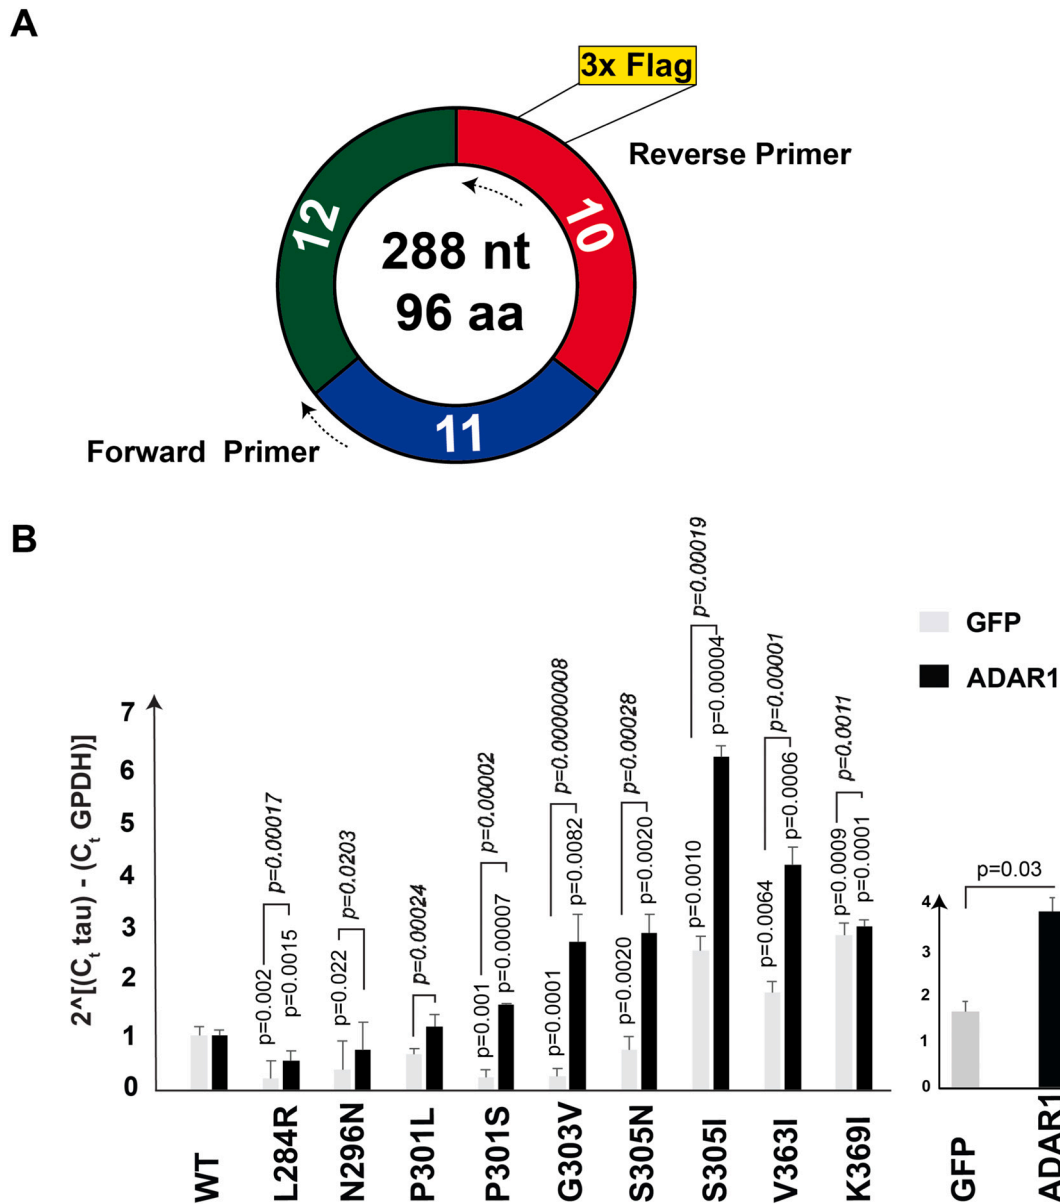 A
3x Flag
Reverse Primer
12
10
288 nt
96 aa
11
Forward Primer
B
GFP
ADAR1
2^[(Ct tau) - (Ct GPDH)]
7
6
5
4
3
2
1
0
p=0.002
p=0.0015
p=0.00017
p=0.022
p=0.0203
p=0.00024
p=0.001
p=0.00007
p=0.00002
p=0.0001
p=0.0082
p=0.00000008
p=0.0020
p=0.0020
p=0.00028
p=0.0010
p=0.00004
p=0.00019
p=0.0064
p=0.0006
p=0.00001
p=0.0009
p=0.0001
p=0.0011
WT
L284R
N296N
P301L
P301S
G303V
S305N
S305I
V363I
K369I
p=0.03
4
3
2
1
0
GFP
ADAR1